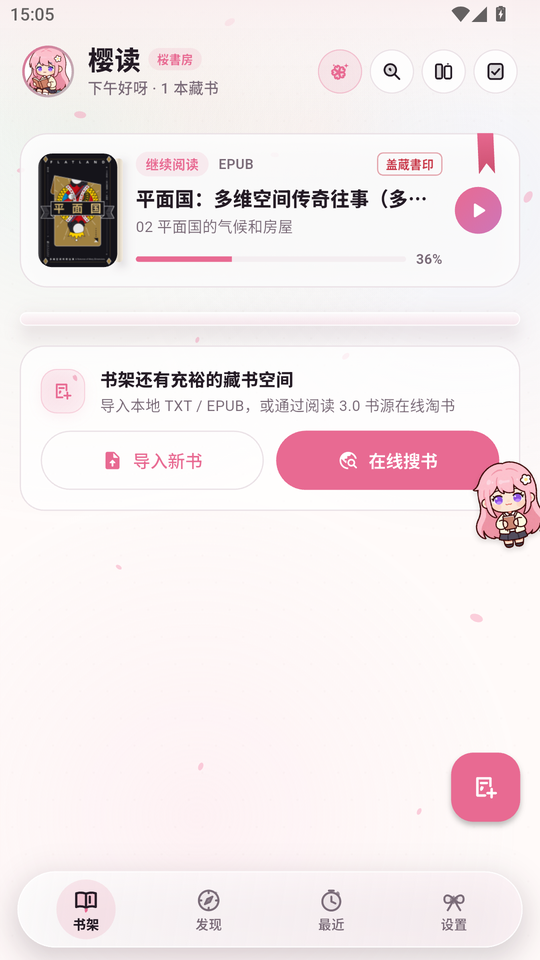 15:05
樱读 桜書房
下午好呀 · 1 本藏书
继续阅读 EPUB 盖蔵書印
FLATLAND
平面国
平面国：多维空间传奇往事（多…
02 平面国的气候和房屋
36%
书架还有充裕的藏书空间
导入本地 TXT / EPUB，或通过阅读 3.0 书源在线淘书
导入新书 在线搜书
书架 发现 最近 设置